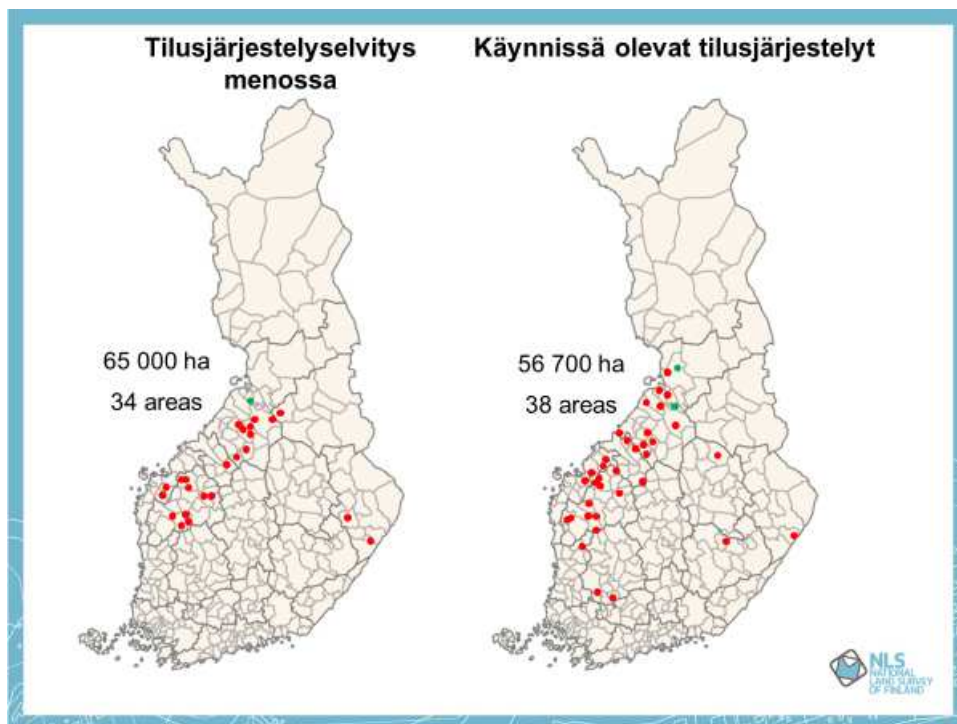 Tilusjärjestelyselvitys
menossa
Käynnissä olevat tilusjärjestelyt
65 000 ha
34 areas
56 700 ha
38 areas
NLS
NATIONAL
LAND SURVEY
OF FINLAND